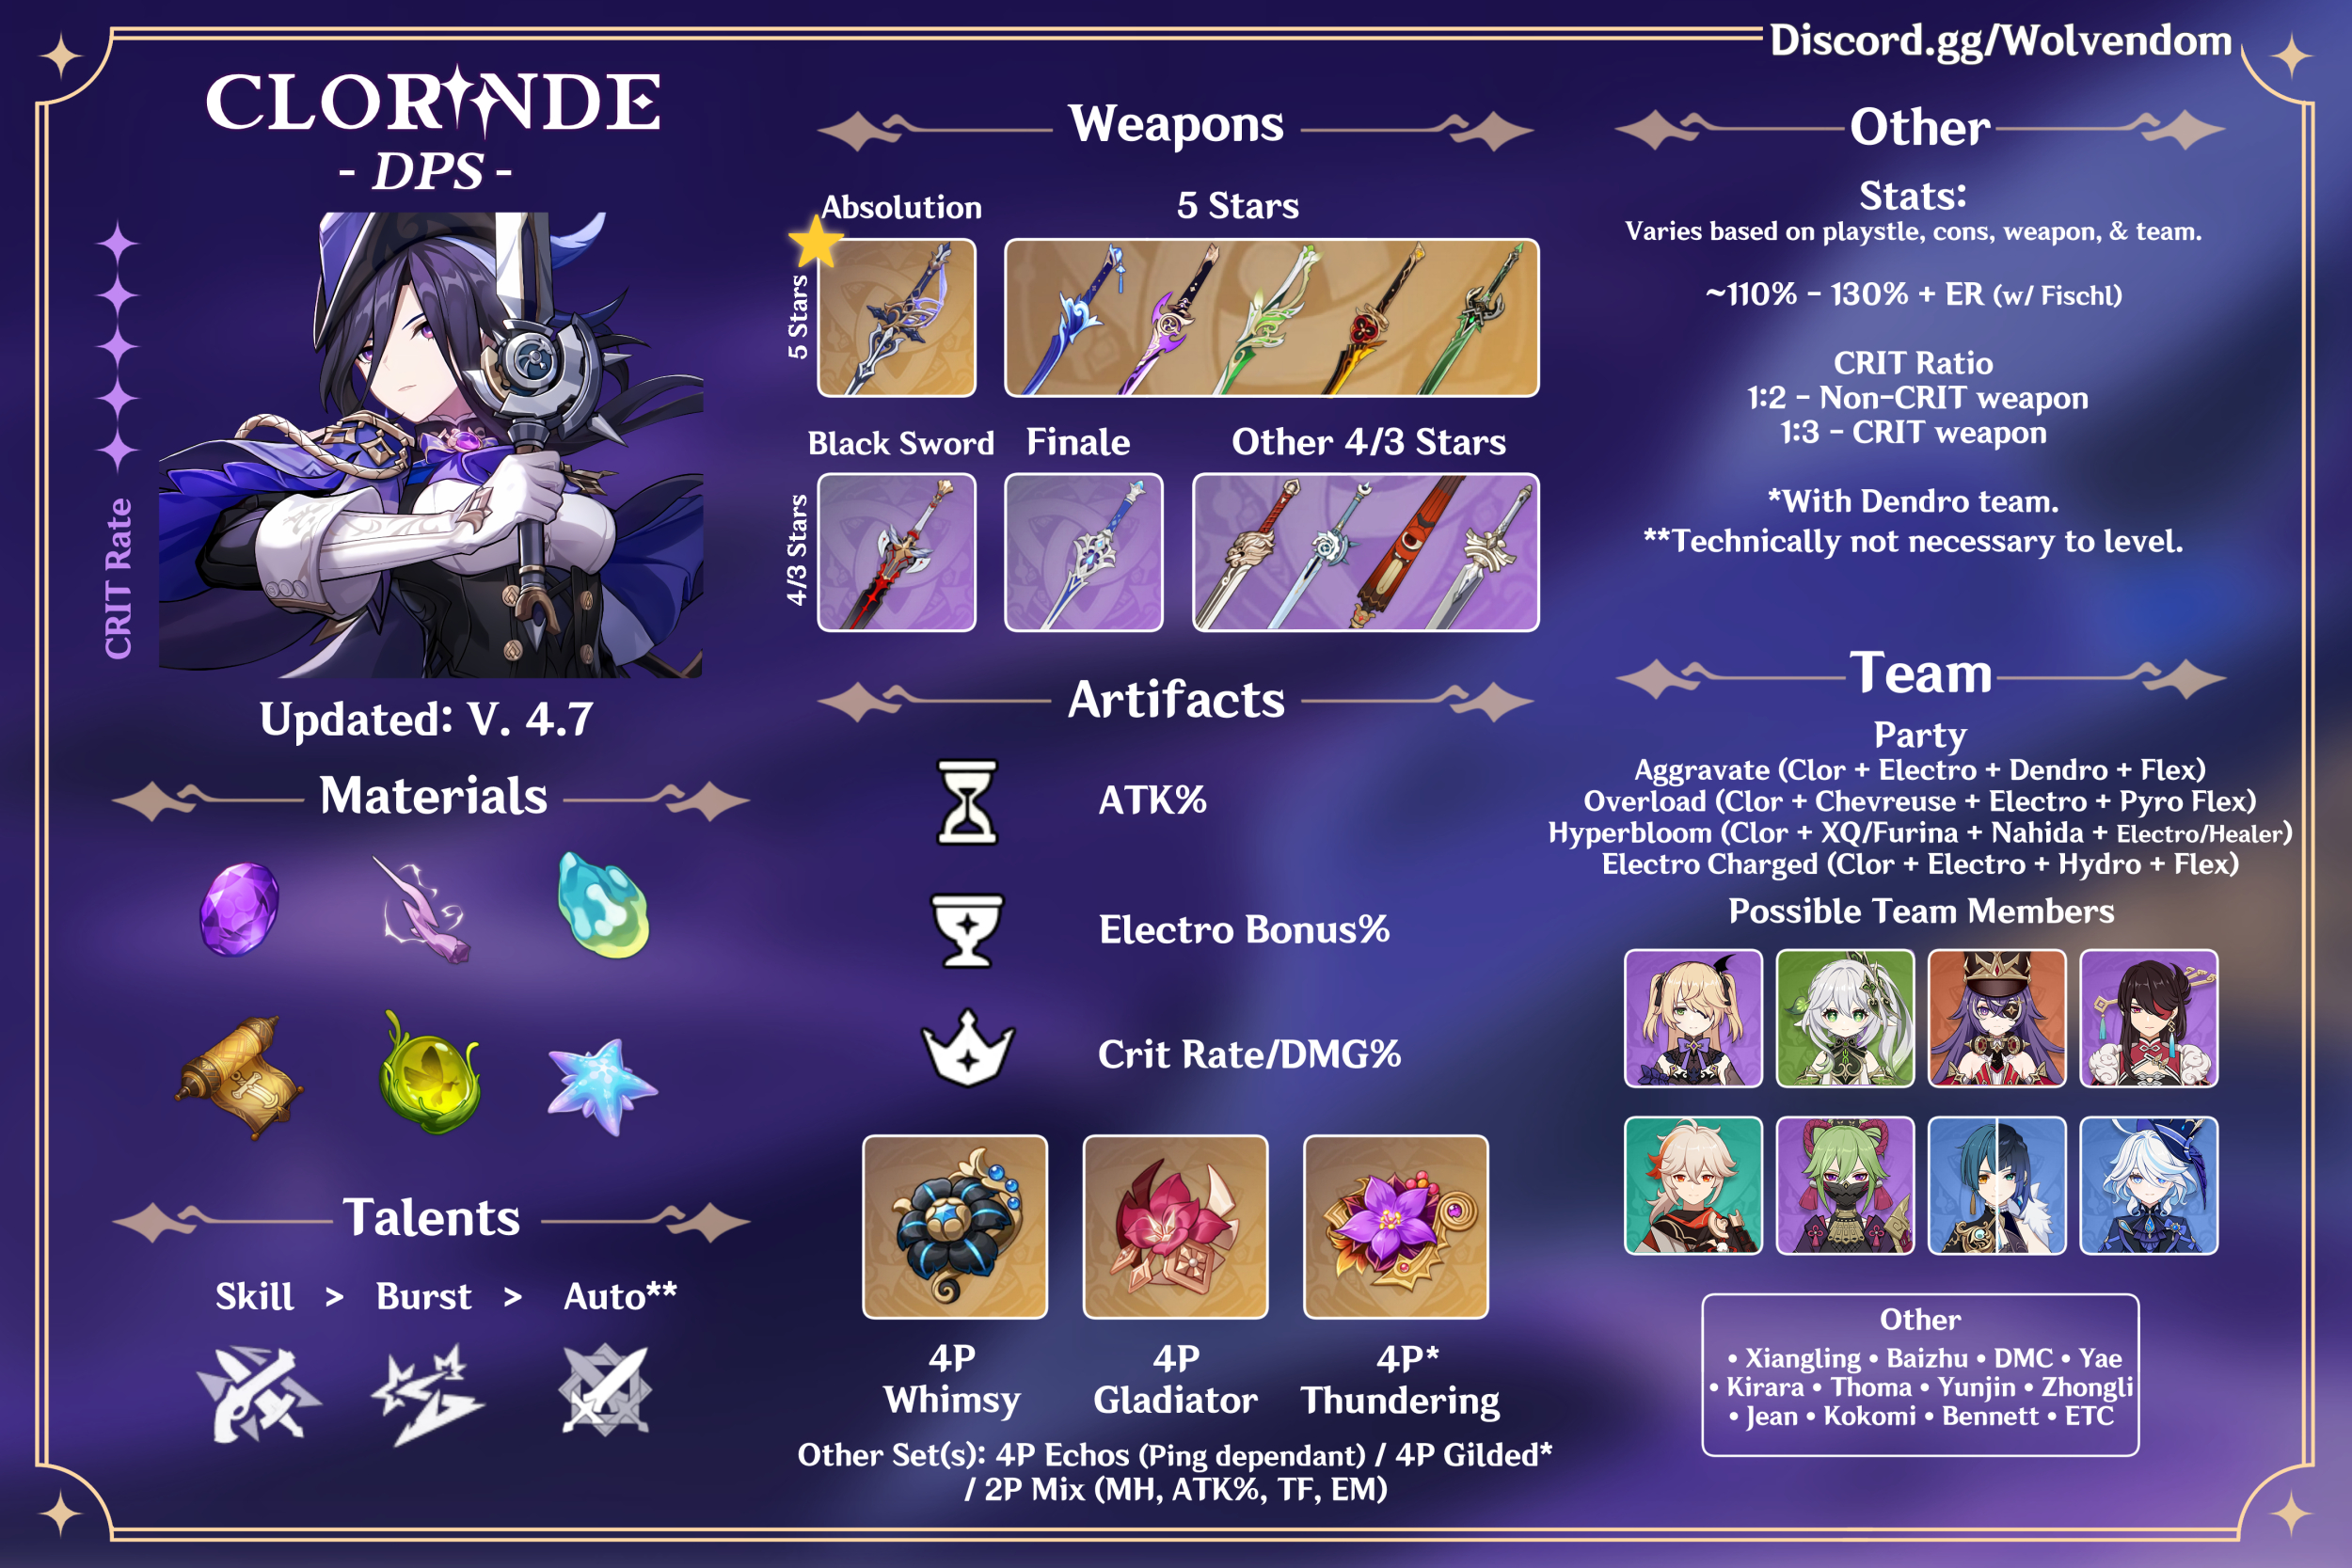 Discord.gg/Wolvendom
CLORINDE
- DPS -
CRIT Rate
Updated: V. 4.7
Materials
Talents
Skill > Burst > Auto**
Weapons
Absolution
5 Stars
5 Stars
Black Sword
Finale
Other 4/3 Stars
4/3 Stars
Artifacts
ATK%
Electro Bonus%
Crit Rate/DMG%
4P
Whimsy
4P
Gladiator
4P*
Thundering
Other Set(s): 4P Echos (Ping dependant) / 4P Gilded*
/ 2P Mix (MH, ATK%, TF, EM)
Other
Stats:
Varies based on playstle, cons, weapon, & team.
~110% - 130% + ER (w/ Fischl)
CRIT Ratio
1:2 - Non-CRIT weapon
1:3 - CRIT weapon
*With Dendro team.
**Technically not necessary to level.
Team
Party
Aggravate (Clor + Electro + Dendro + Flex)
Overload (Clor + Chevreuse + Electro + Pyro Flex)
Hyperbloom (Clor + XQ/Furina + Nahida + Electro/Healer)
Electro Charged (Clor + Electro + Hydro + Flex)
Possible Team Members
Other
• Xiangling • Baizhu • DMC • Yae
• Kirara • Thoma • Yunjin • Zhongli
• Jean • Kokomi • Bennett • ETC